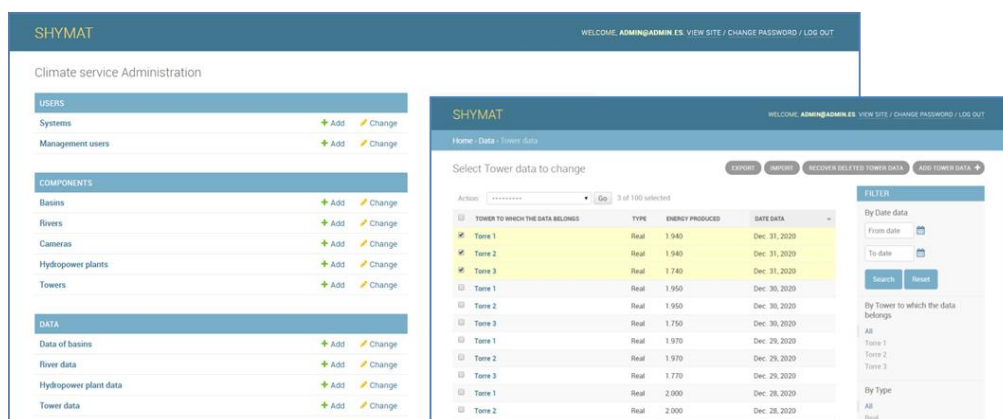 SHYMAT
WELCOME, ADMIN@ADMIN.ES. VIEW SITE / CHANGE PASSWORD / LOG OUT
Climate service Administration
USERS
Systems + Add Change
Management users + Add Change
COMPONENTS
Basins + Add Change
Rivers + Add Change
Cameras + Add Change
Hydropower plants + Add Change
Towers + Add Change
DATA
Data of basins + Add Change
River data + Add Change
Hydropower plant data + Add Change
Tower data + Add Change
SHYMAT
WELCOME, ADMIN@ADMIN.ES. VIEW SITE / CHANGE PASSWORD / LOG OUT
Home › Data › Tower data
Select Tower data to change
EXPORT IMPORT RECOVER DELETED TOWER DATA ADD TOWER DATA +
Action: --------- Go 3 of 100 selected
TOWER TO WHICH THE DATA BELONGS TYPE ENERGY PRODUCED DATE DATA
Torre 1 Real 1.940 Dec. 31, 2020
Torre 2 Real 1.940 Dec. 31, 2020
Torre 3 Real 1.740 Dec. 31, 2020
Torre 1 Real 1.950 Dec. 30, 2020
Torre 2 Real 1.950 Dec. 30, 2020
Torre 3 Real 1.750 Dec. 30, 2020
Torre 1 Real 1.970 Dec. 29, 2020
Torre 2 Real 1.970 Dec. 29, 2020
Torre 3 Real 1.770 Dec. 29, 2020
Torre 1 Real 2.000 Dec. 28, 2020
Torre 2 Real 2.000 Dec. 28, 2020
FILTER
By Date data
From date
To date
Search Reset
By Tower to which the data
belongs
All
Torre 1
Torre 2
Torre 3
By Type
All
Real